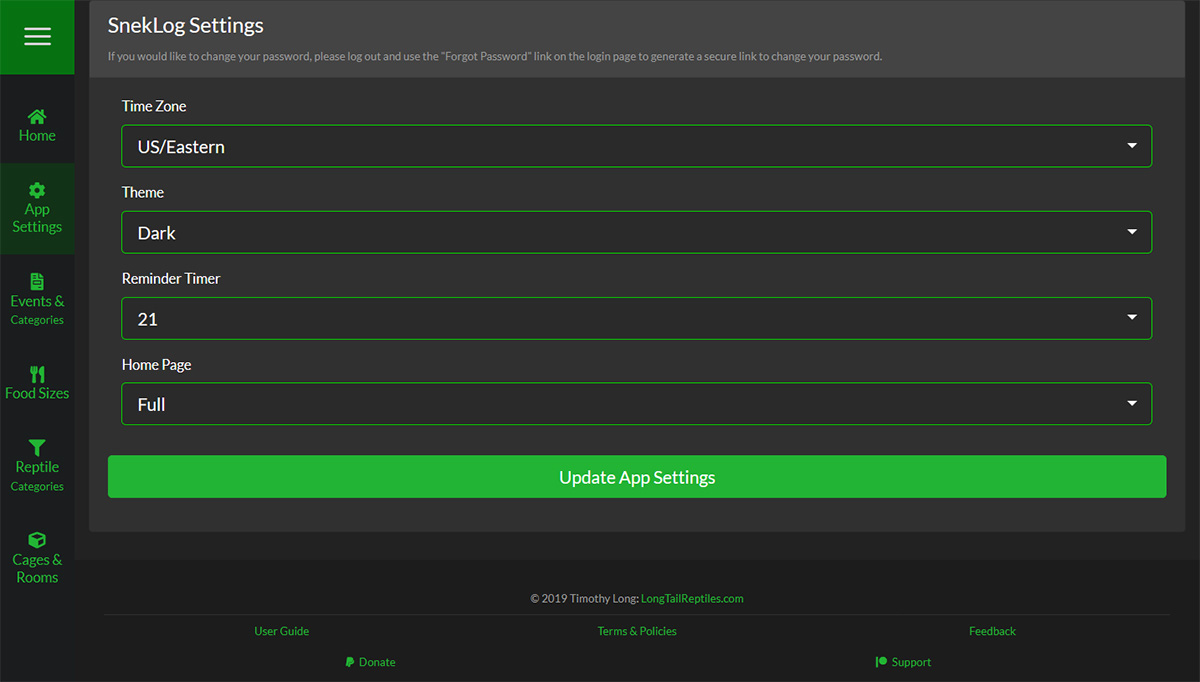 SnekLog Settings
If you would like to change your password, please log out and use the "Forgot Password" link on the login page to generate a secure link to change your password.
Home
App
Settings
Events &
Categories
Food Sizes
Reptile
Categories
Cages &
Rooms
Time Zone
US/Eastern
Theme
Dark
Reminder Timer
21
Home Page
Full
Update App Settings
© 2019 Timothy Long: LongTailReptiles.com
User Guide
Terms & Policies
Feedback
Donate
Support